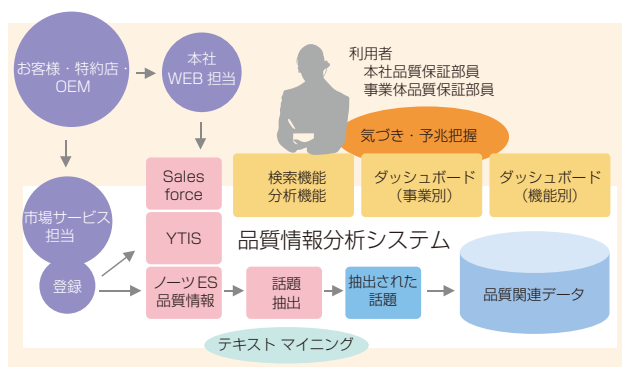 お客様・特約店・
OEM
本社
WEB 担当
利用者
本社品質保証部員
事業体品質保証部員
気づき・予兆把握
Sales
force
検索機能
分析機能
ダッシュボード
（事業別）
ダッシュボード
（機能別）
市場サービス
担当
YTIS
品質情報分析システム
登録
ノーツ ES
品質情報
話題
抽出
抽出された
話題
品質関連データ
テキスト マイニング